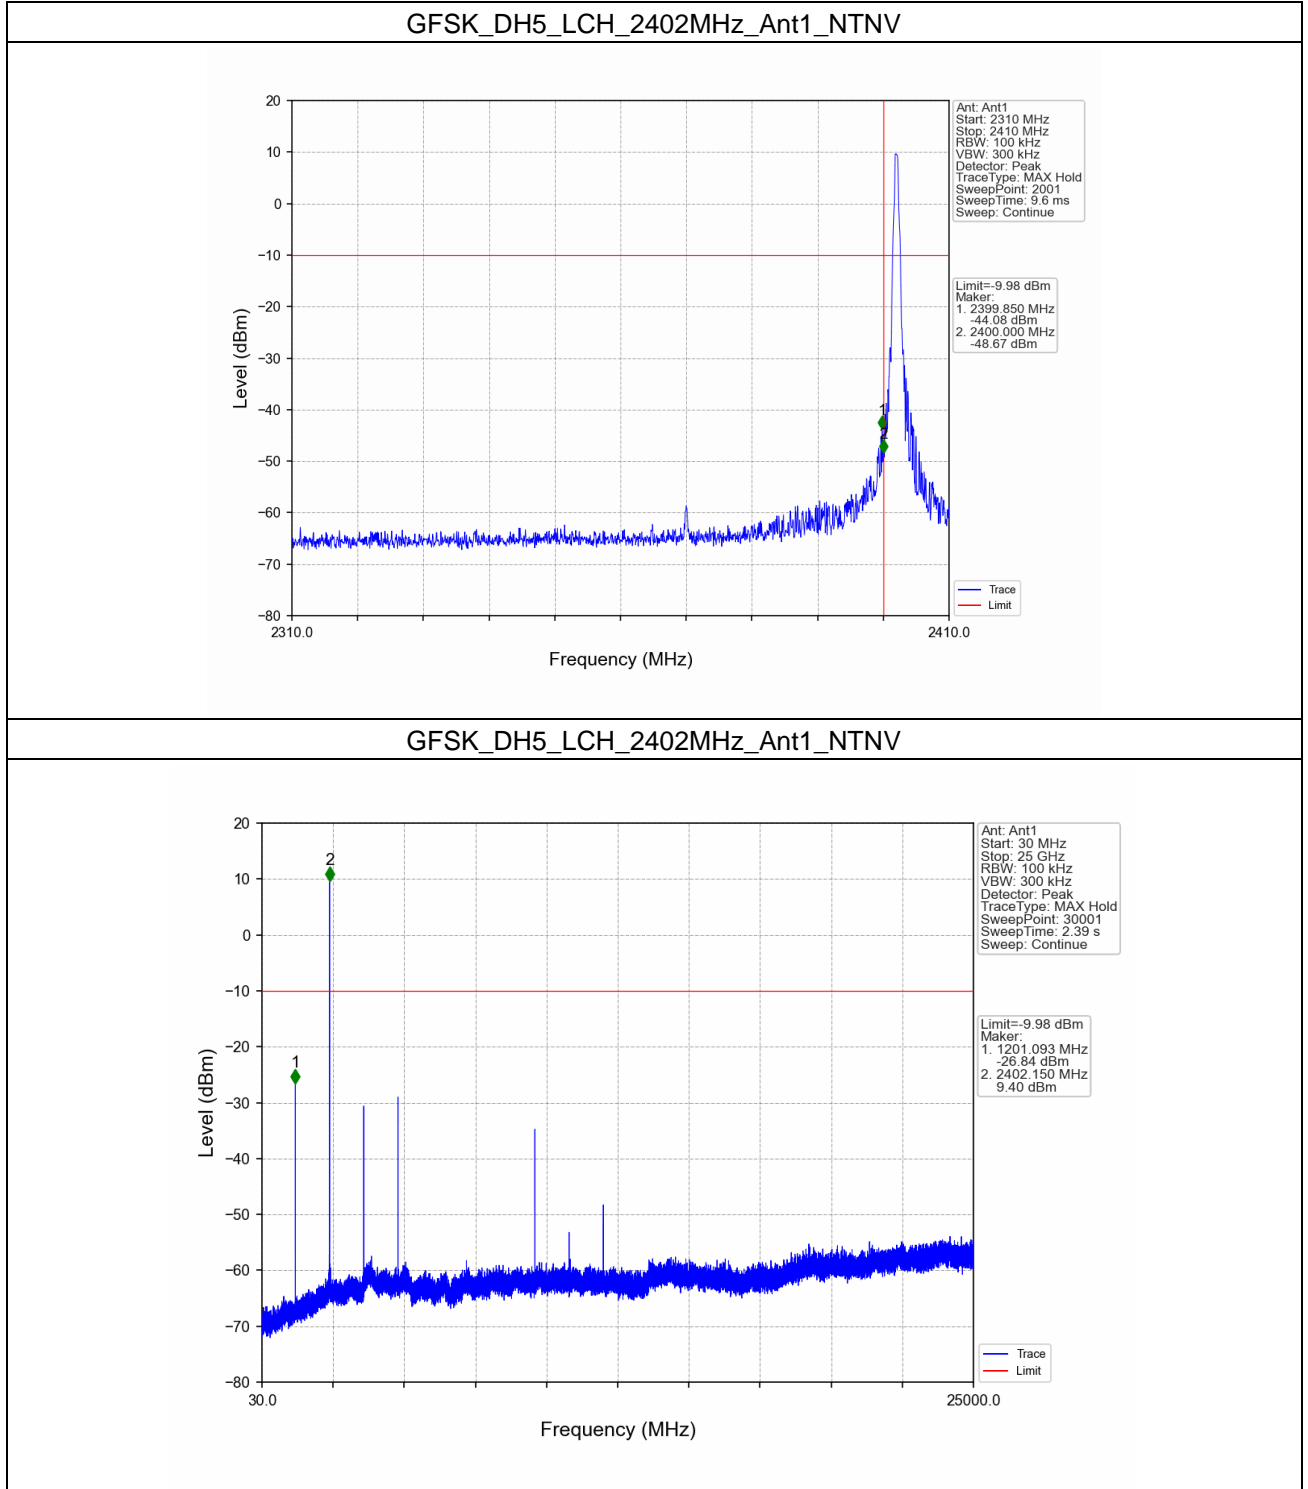 GFSK_DH5_LCH_2402MHz_Ant1_NTNV
20
10
0
−10
−20
−30
−40
−50
−60
−70
−80
Level (dBm)
1
2
2310.0
2410.0
Frequency (MHz)
Ant: Ant1
Start: 2310 MHz
Stop: 2410 MHz
RBW: 100 kHz
VBW: 300 kHz
Detector: Peak
TraceType: MAX Hold
SweepPoint: 2001
SweepTime: 9.6 ms
Sweep: Continue
Limit=-9.98 dBm
Maker:
1. 2399.850 MHz
-44.08 dBm
2. 2400.000 MHz
-48.67 dBm
Trace
Limit
GFSK_DH5_LCH_2402MHz_Ant1_NTNV
20
10
0
−10
−20
−30
−40
−50
−60
−70
−80
Level (dBm)
1
2
30.0
25000.0
Frequency (MHz)
Ant: Ant1
Start: 30 MHz
Stop: 25 GHz
RBW: 100 kHz
VBW: 300 kHz
Detector: Peak
TraceType: MAX Hold
SweepPoint: 30001
SweepTime: 2.39 s
Sweep: Continue
Limit=-9.98 dBm
Maker:
1. 1201.093 MHz
-26.84 dBm
2. 2402.150 MHz
9.40 dBm
Trace
Limit